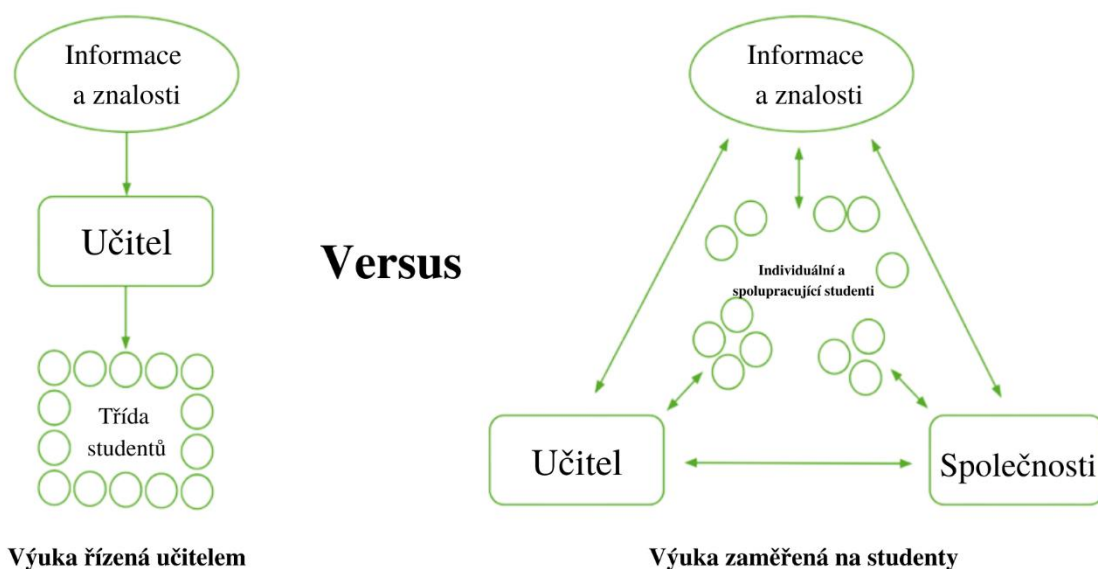 Informace
a znalosti
Učitel
Třída
studentů
Výuka řízená učitelem
Versus
Informace
a znalosti
Individuální a
spolupracující studenti
Učitel
Společnosti
Výuka zaměřená na studenty